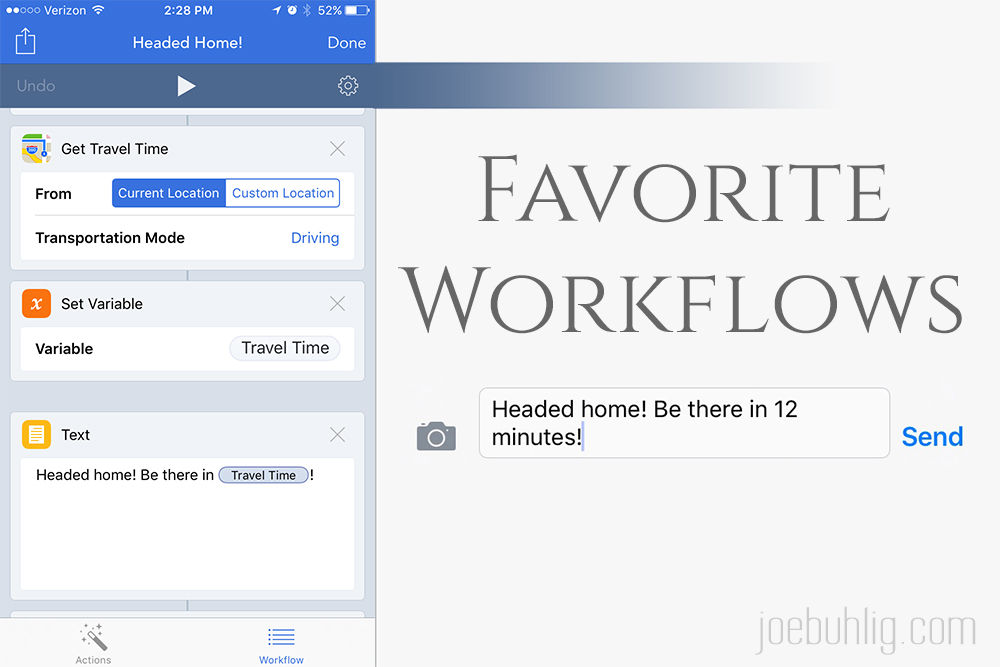 Verizon 2:28 PM 52%
Headed Home! Done
Undo
Get Travel Time
From Current Location Custom Location
Transportation Mode Driving
Set Variable
Variable Travel Time
Text
Headed home! Be there in Travel Time !
Actions Workflow
Favorite
Workflows
Headed home! Be there in 12
minutes!
Send
joebuhlig.com